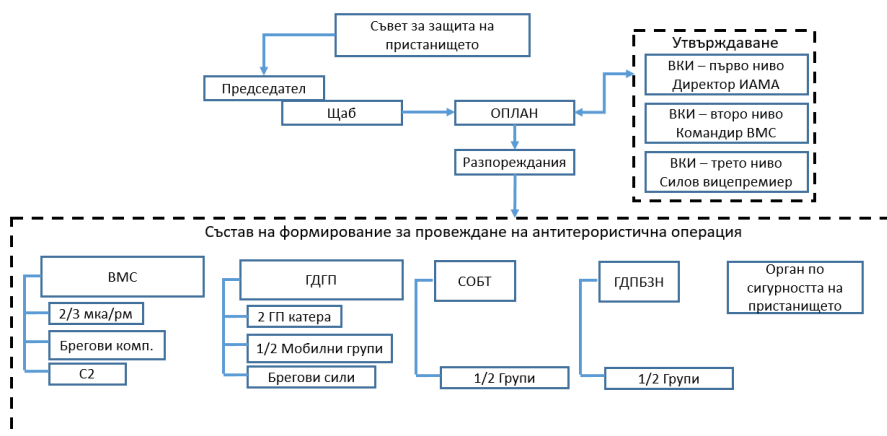 Съвет за защита на
пристанището
Утвърждаване
ВКИ – първо ниво
Директор ИАМА
Председател
Щаб
ОПЛАН
ВКИ – второ ниво
Командир ВМС
Разпореждания
ВКИ – трето ниво
Силов вицепремиер
Състав на формирование за провеждане на антитерористична операция
ВМС
ГДГП
СОБТ
ГДПБЗН
Орган по
сигурността на
пристанището
2/3 мка/рм
2 ГП катера
Брегови комп.
1/2 Мобилни групи
С2
Брегови сили
1/2 Групи
1/2 Групи